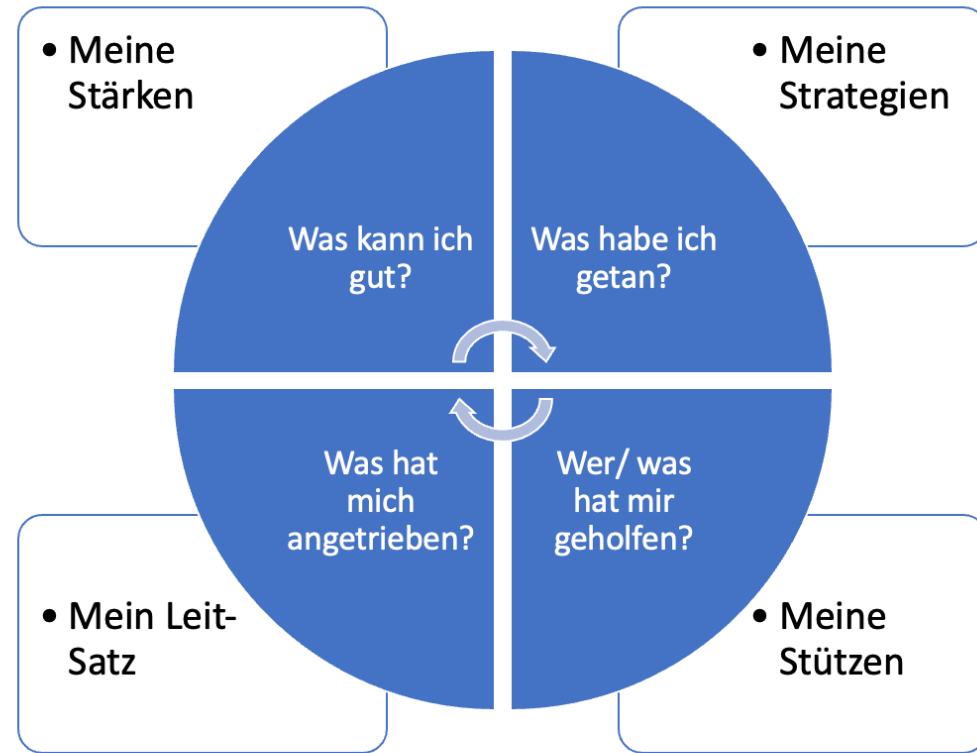 • Meine
Stärken
• Meine
Strategien
Was kann ich
gut?
Was habe ich
getan?
Was hat
mich
angetrieben?
Wer/ was
hat mir
geholfen?
• Mein Leit-
Satz
• Meine
Stützen